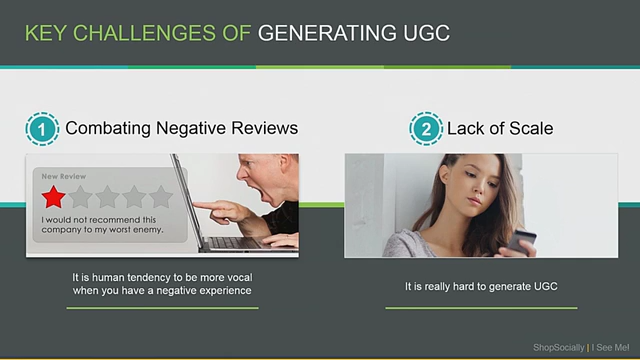 KEY CHALLENGES OF GENERATING UGC
1 Combating Negative Reviews
2 Lack of Scale
New Review
I would not recommend this
company to my worst enemy.
It is human tendency to be more vocal
when you have a negative experience
It is really hard to generate UGC
ShopSocially | I See Me!